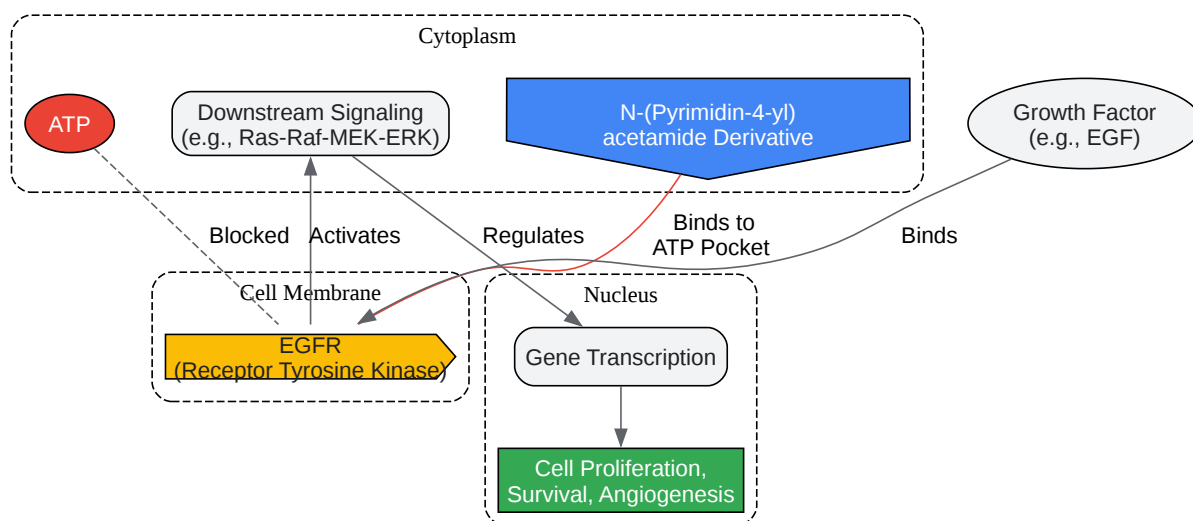 Cytoplasm
ATP
Downstream Signaling
(e.g., Ras-Raf-MEK-ERK)
N-(Pyrimidin-4-yl)
acetamide Derivative
Growth Factor
(e.g., EGF)
Blocked
Activates
Regulates
Binds to
ATP Pocket
Binds
Cell Membrane
Nucleus
EGFR
(Receptor Tyrosine Kinase)
Gene Transcription
Cell Proliferation,
Survival, Angiogenesis